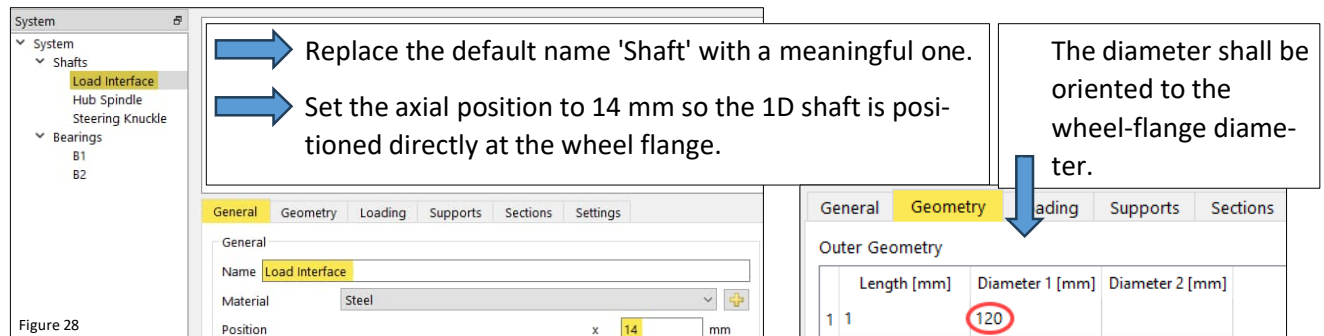 System
System
Shafts
Load Interface
Hub Spindle
Steering Knuckle
Bearings
B1
B2
Figure 28
Replace the default name 'Shaft' with a meaningful one.
Set the axial position to 14 mm so the 1D shaft is posi-
tioned directly at the wheel flange.
General Geometry Loading Supports Sections Settings
General
Name Load Interface
Material Steel
Position x 14 mm
The diameter shall be
oriented to the
wheel-flange diame-
ter.
General Geometry ading Supports Sections
Outer Geometry
Length [mm] Diameter 1 [mm] Diameter 2 [mm]
1 1 120